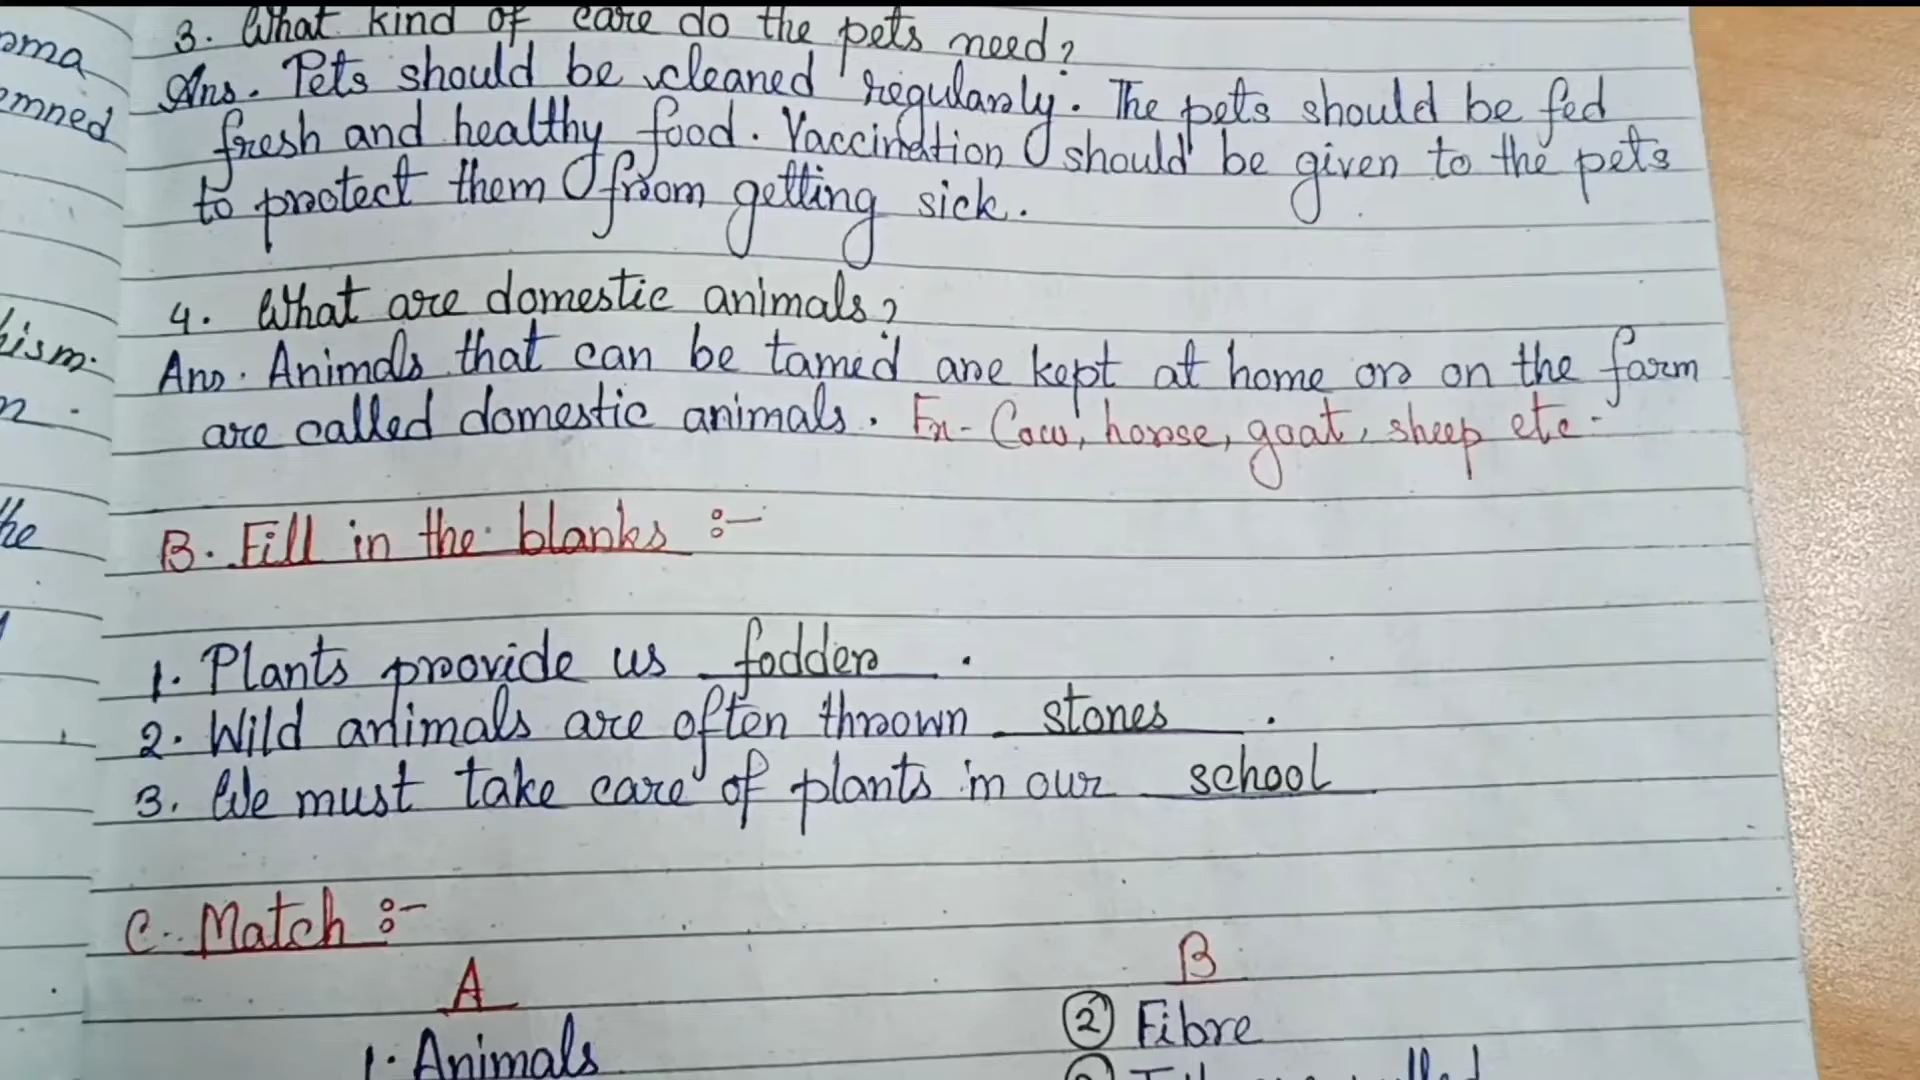 oma
emned
hism.
n.
the
3. What kind of care do the pets need?
Ans. Pets should be cleaned regularly. The pets should be fed
fresh and healthy food. Vaccination should be given to the pets
to protect them from getting sick.
4. What are domestic animals?
Ans. Animals that can be tamed are kept at home or on the farm
are called domestic animals. Ex- Cow, horse, goat, sheep etc.
B. Fill in the blanks :-
1. Plants provide us fodder.
2. Wild animals are often thrown stones.
3. We must take care of plants in our school
C. Match :-
A
B
1. Animals
② Fibre